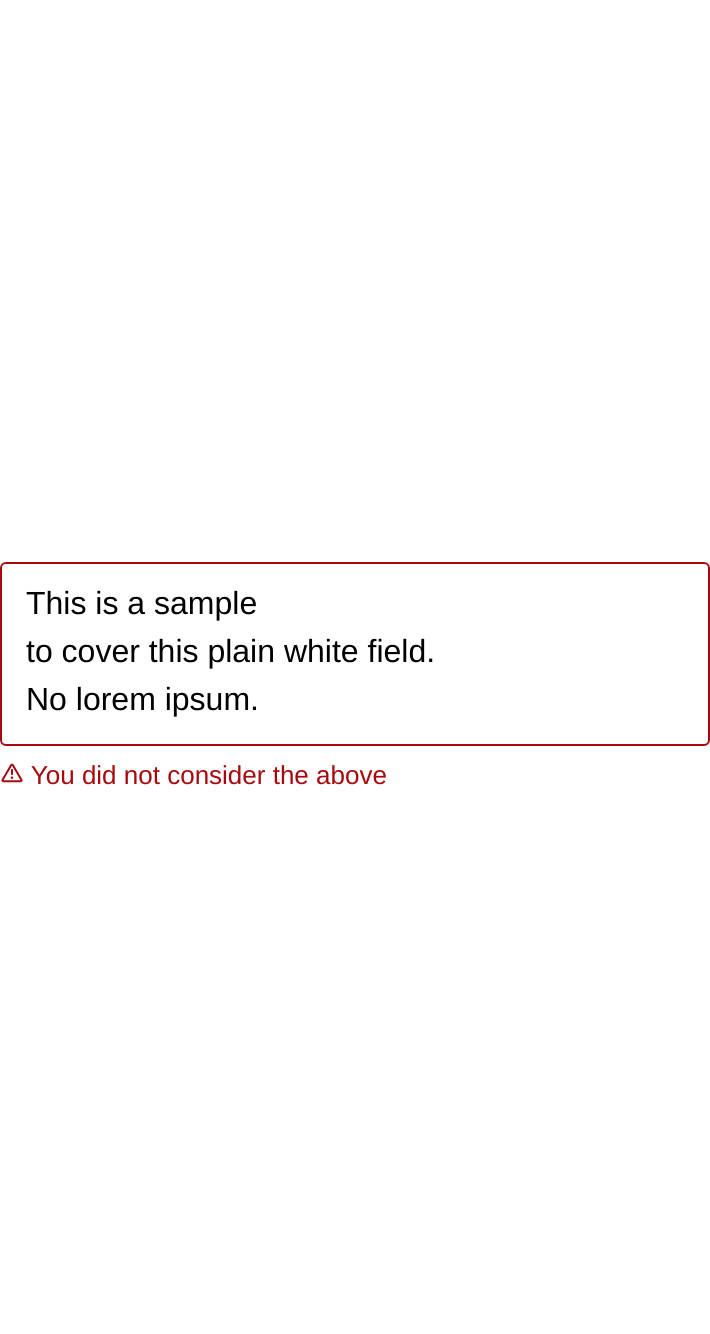 This is a sample
to cover this plain white field.
No lorem ipsum.
You did not consider the above